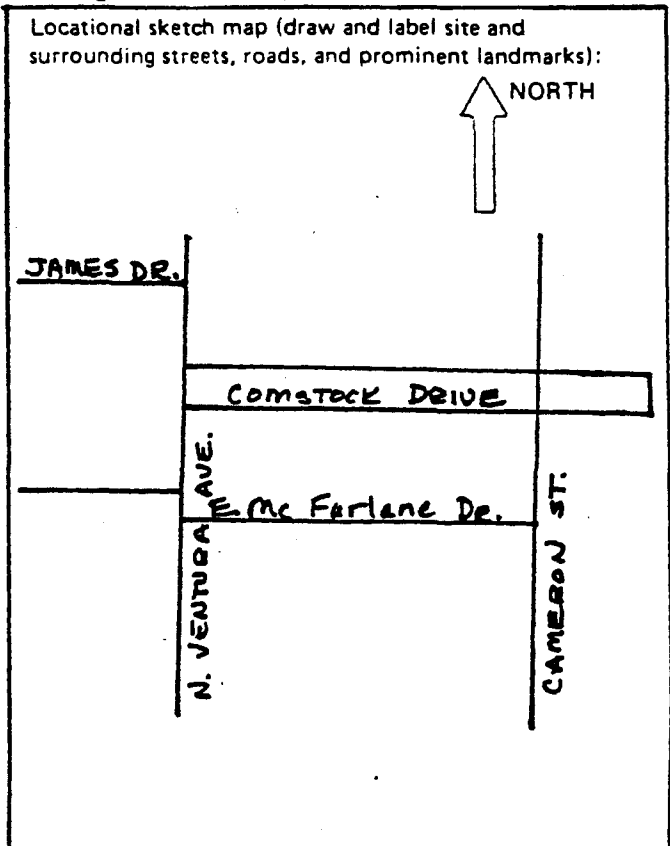 Locational sketch map (draw and label site and
surrounding streets, roads, and prominent landmarks):
NORTH
JAMES DR.
COMSTOCK DRIVE
N. VENTURA AVE.
E. Mc Farlane Dr.
CAMERON ST.